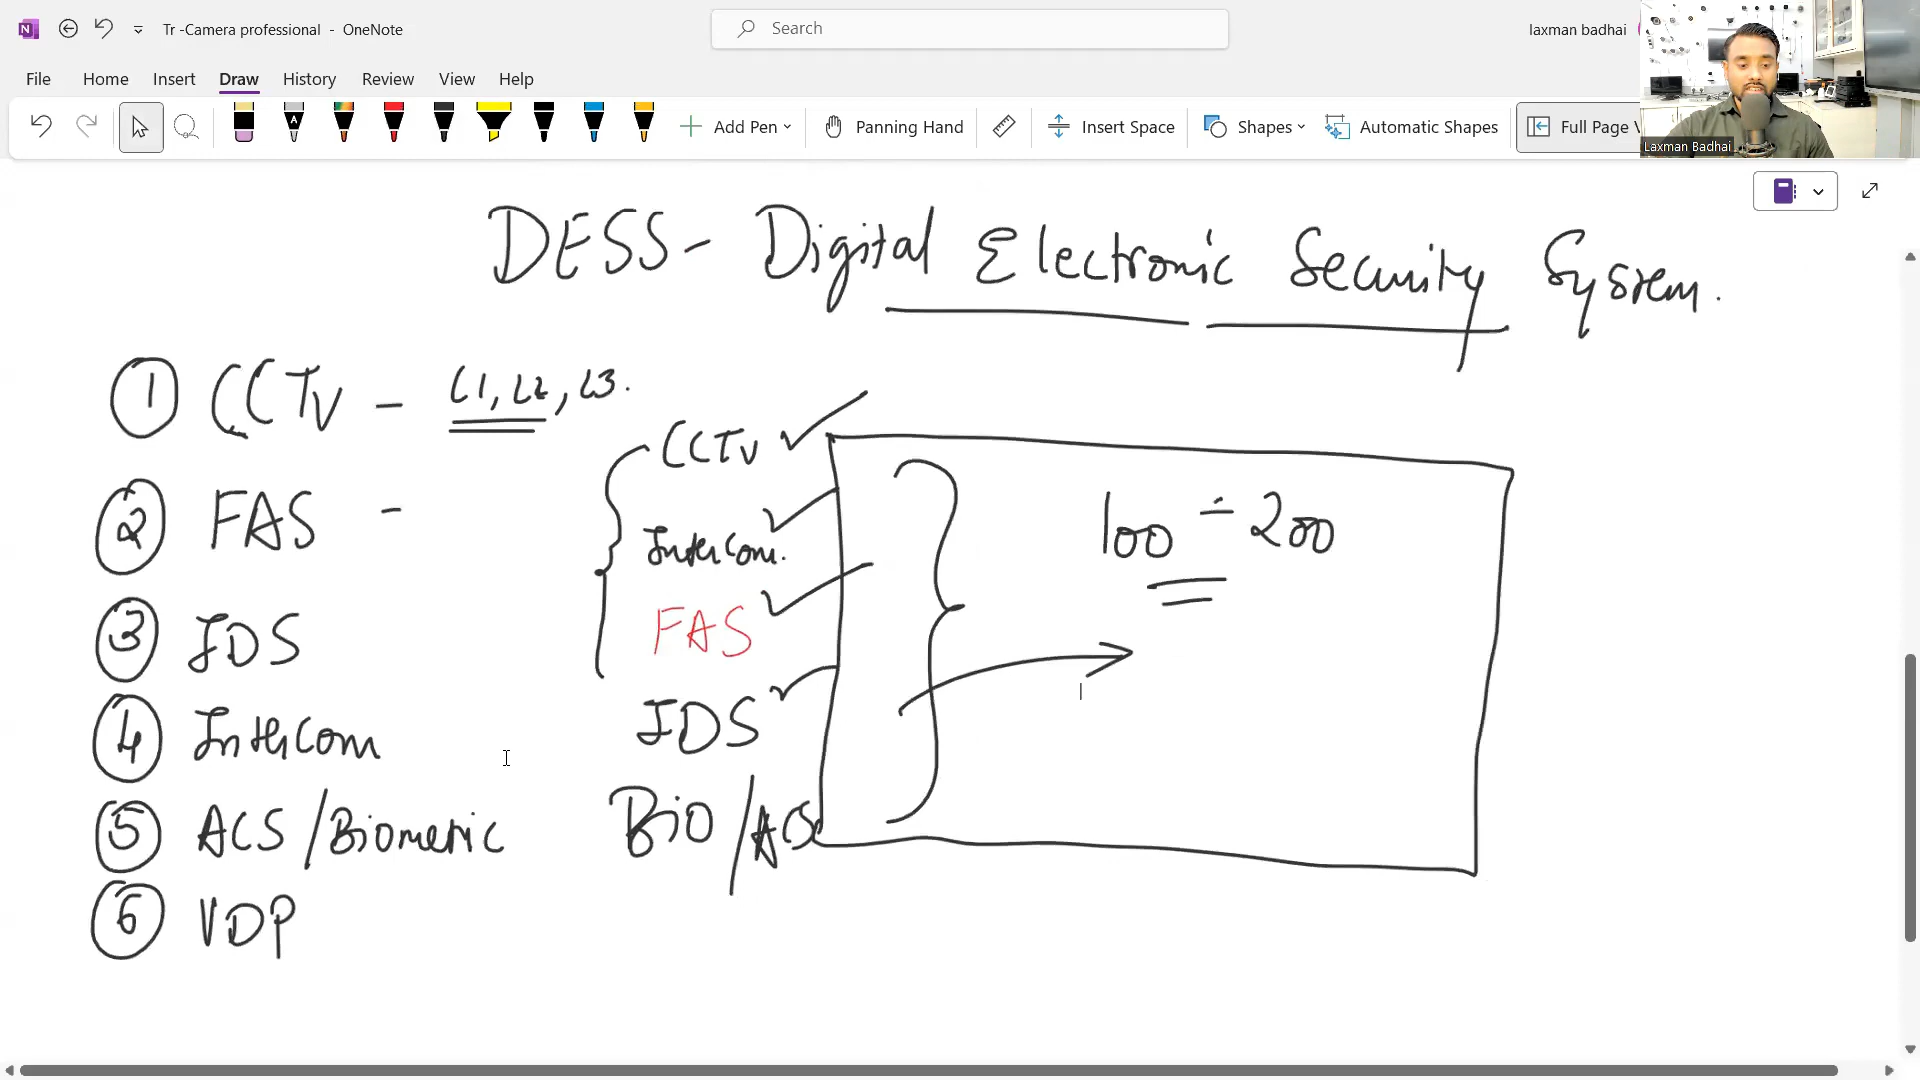 Tr -Camera professional - OneNote
Search
laxman badhai
File Home Insert Draw History Review View Help
Add Pen Panning Hand Insert Space Shapes Automatic Shapes Full Page V
Laxman Badhai
DESS - Digital Electronic Security System.
1 CCTV - L1, L2, L3.
2 FAS -
3 IDS
4 InterCom
5 ACS / Biometric
6 VDP
CCTV
InterCom.
FAS
IDS
BiO / ACS
100 - 200